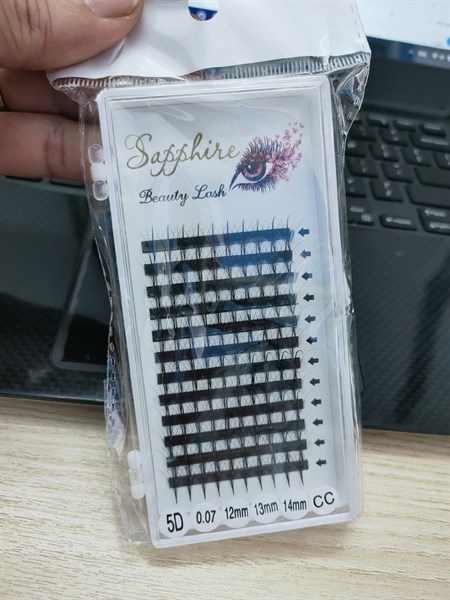 Sapphire
Beauty Lash
5D 0.07 12mm 13mm 14mm CC